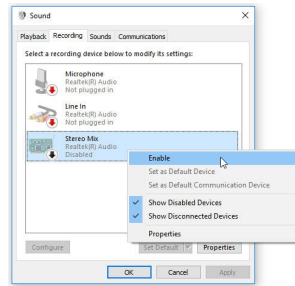 Sound
Playback Recording Sounds Communications
Select a recording device below to modify its settings:
Microphone
Realtek(R) Audio
Not plugged in
Line In
Realtek(R) Audio
Not plugged in
Stereo Mix
Realtek(R) Audio
Disabled
Enable
Set as Default Device
Set as Default Communication Device
Show Disabled Devices
Show Disconnected Devices
Properties
Configure Set Default Properties
OK Cancel Apply